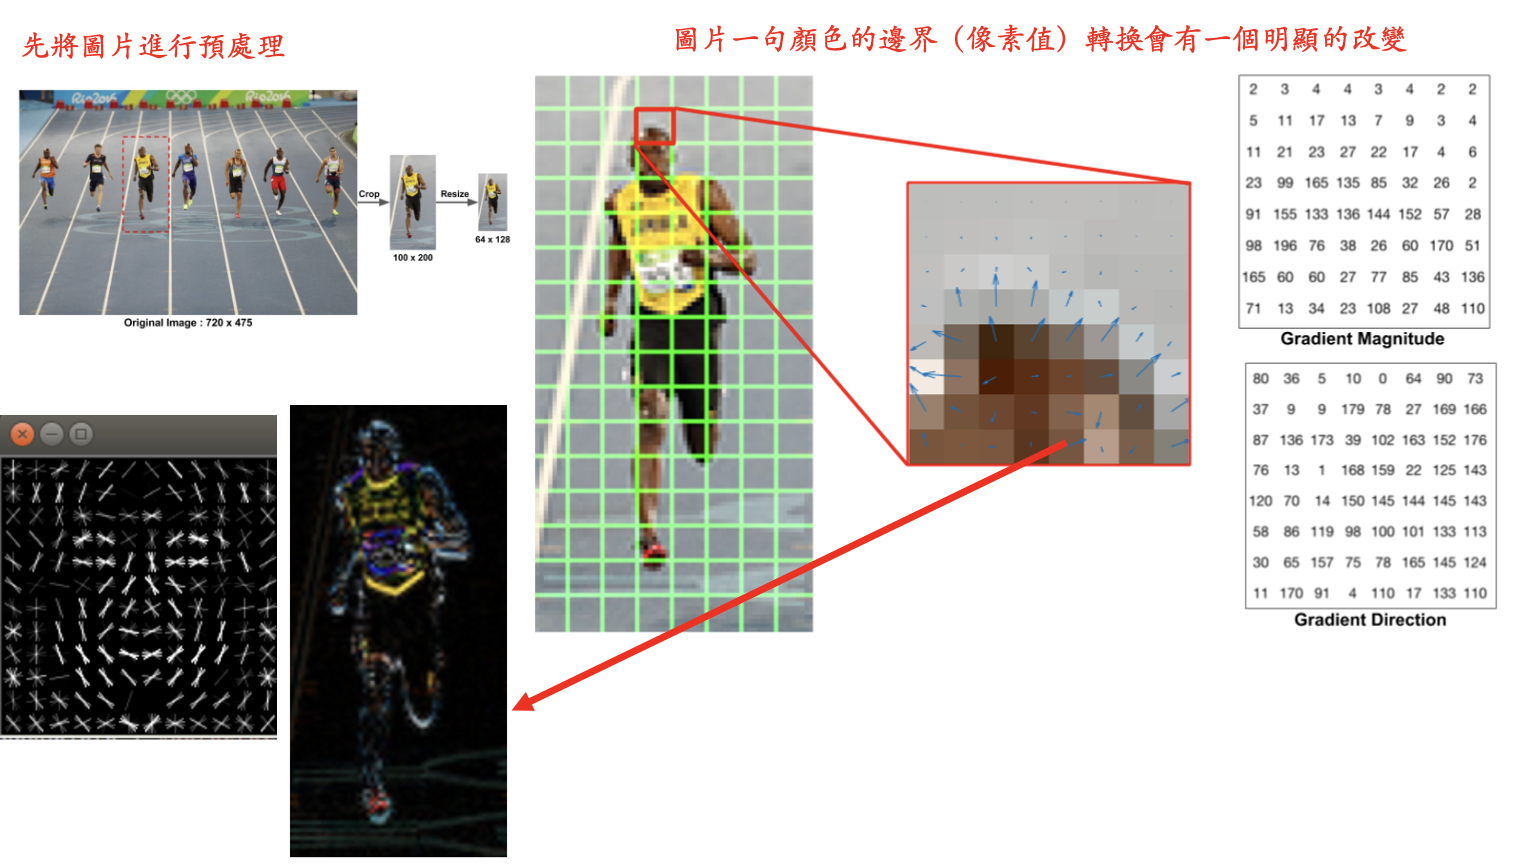 先將圖片進行預處理
圖片一句顏色的邊界（像素值）轉換會有一個明顯的改變
Rio2016
Rio2016
Crop
Resize
64 x 128
100 x 200
Original Image : 720 x 475
2 3 4 4 3 4 2 2
5 11 17 13 7 9 3 4
11 21 23 27 22 17 4 6
23 99 165 135 85 32 26 2
91 155 133 136 144 152 57 28
98 196 76 38 26 60 170 51
165 60 60 27 77 85 43 136
71 13 34 23 108 27 48 110
Gradient Magnitude
80 36 5 10 0 64 90 73
37 9 9 179 78 27 169 166
87 136 173 39 102 163 152 176
76 13 1 168 159 22 125 143
120 70 14 150 145 144 145 143
58 86 119 98 100 101 133 113
30 65 157 75 78 165 145 124
11 170 91 4 110 17 133 110
Gradient Direction